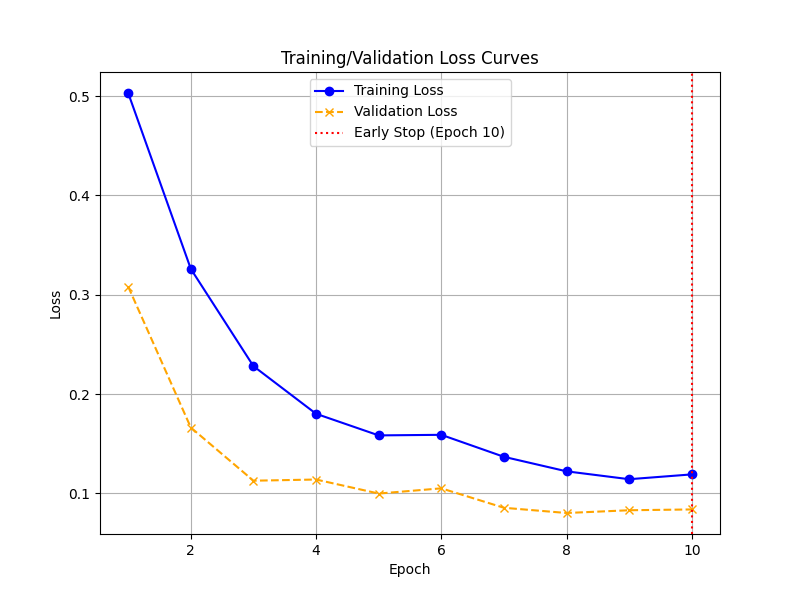 Training/Validation Loss Curves
Training Loss
Validation Loss
Early Stop (Epoch 10)
Loss
0.5
0.4
0.3
0.2
0.1
2 4 6 8 10
Epoch